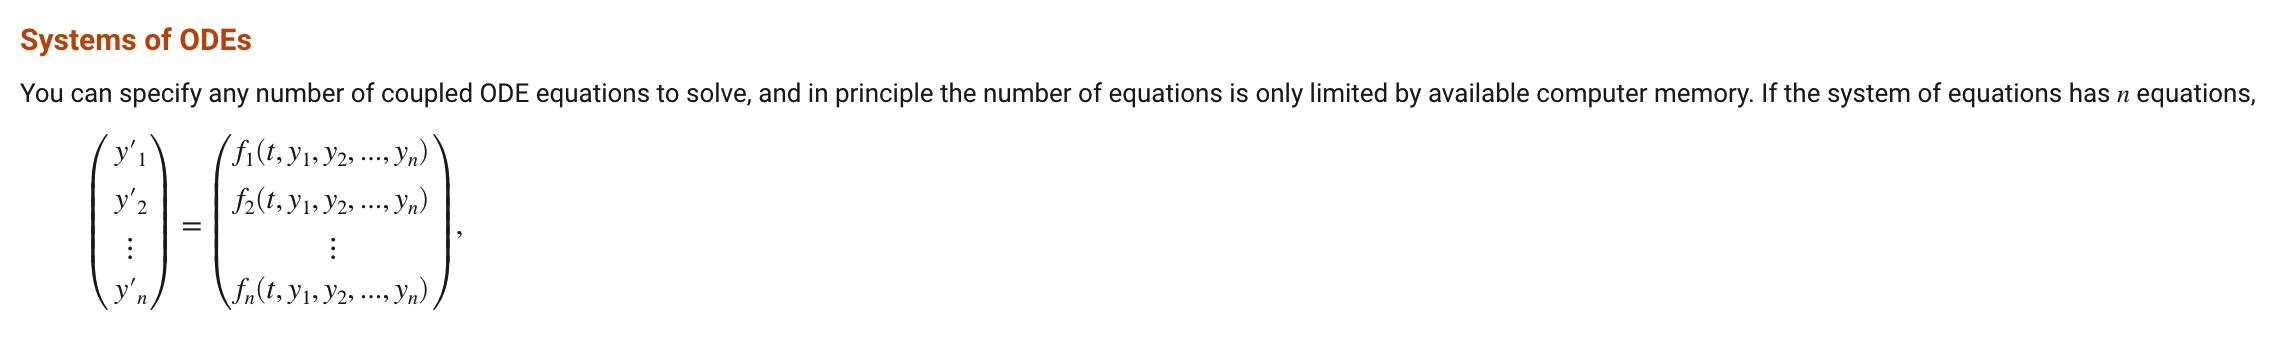 Systems of ODEs
You can specify any number of coupled ODE equations to solve, and in principle the number of equations is only limited by available computer memory. If the system of equations has n equations,
y′₁ f₁(t, y₁, y₂, ..., yₙ)
y′₂ f₂(t, y₁, y₂, ..., yₙ)
⋮ = ⋮ ,
y′ₙ fₙ(t, y₁, y₂, ..., yₙ)